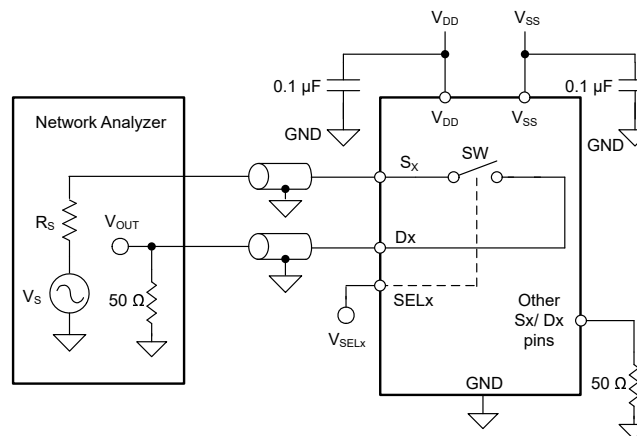 VDD
VSS
0.1 µF
0.1 µF
VDD
VSS
GND
GND
Network Analyzer
SX
SW
RS
VOUT
Dx
VS
50 Ω
SELx
VSELx
Other
Sx/ Dx
pins
GND
50 Ω